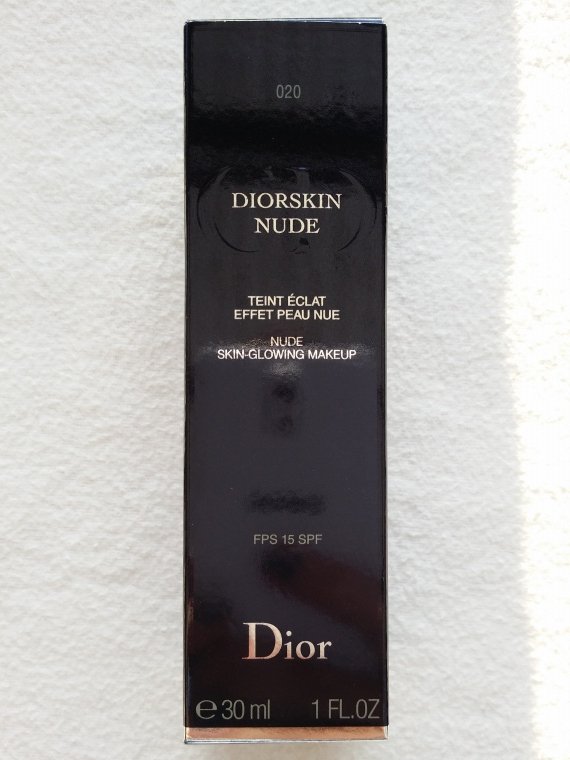 020
DIORSKIN
NUDE
TEINT ÉCLAT
EFFET PEAU NUE
NUDE
SKIN-GLOWING MAKEUP
FPS 15 SPF
Dior
℮ 30 ml 1 FL.OZ